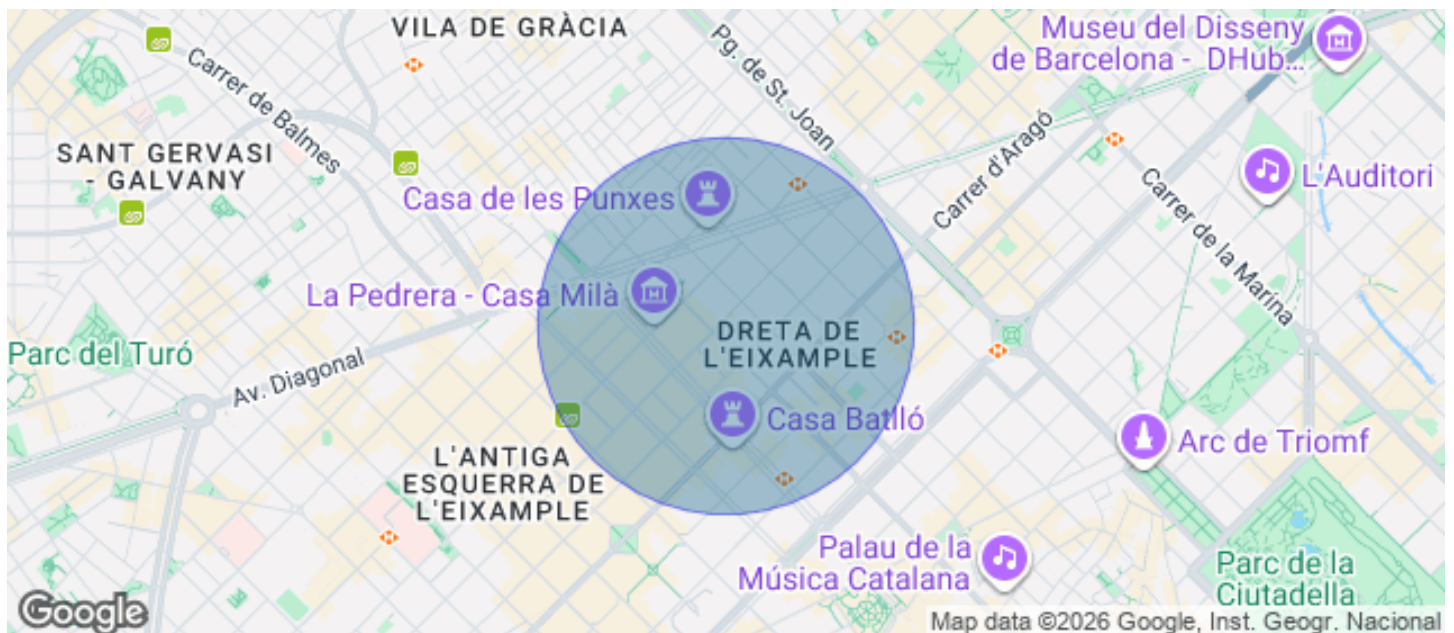 VILA DE GRÀCIA
Pg. de St. Joan
Museu del Disseny
de Barcelona - DHub...
Carrer de Balmes
SANT GERVASI
- GALVANY
Casa de les Punxes
Carrer d'Aragó
L'Auditori
Carrer de la Marina
La Pedrera - Casa Milà
DRETA DE
L'EIXAMPLE
Parc del Turó
Av. Diagonal
Casa Batlló
Arc de Triomf
L'ANTIGA
ESQUERRA DE
L'EIXAMPLE
Palau de la
Música Catalana
Parc de la
Ciutadella
Google
Map data ©2026 Google, Inst. Geogr. Nacional